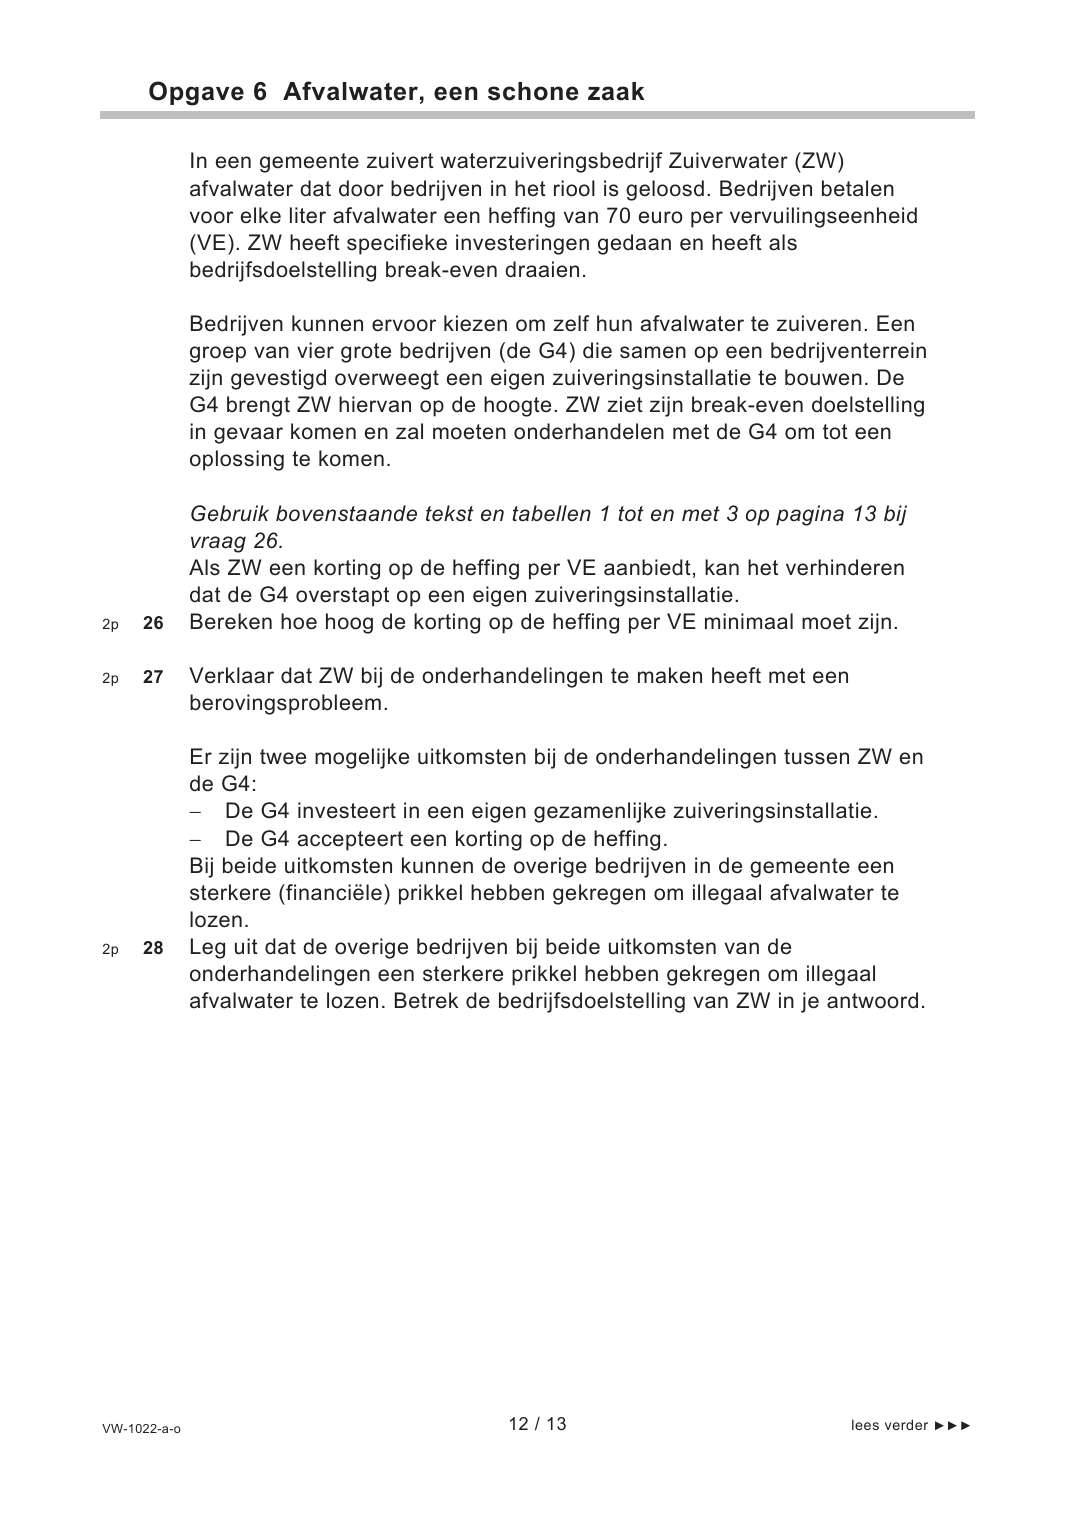 Opgave 6 Afvalwater, een schone zaak
In een gemeente zuivert waterzuiveringsbedrijf Zuiverwater (ZW)
afvalwater dat door bedrijven in het riool is geloosd. Bedrijven betalen
voor elke liter afvalwater een heffing van 70 euro per vervuilingseenheid
(VE). ZW heeft specifieke investeringen gedaan en heeft als
bedrijfsdoelstelling break-even draaien.
Bedrijven kunnen ervoor kiezen om zelf hun afvalwater te zuiveren. Een
groep van vier grote bedrijven (de G4) die samen op een bedrijventerrein
zijn gevestigd overweegt een eigen zuiveringsinstallatie te bouwen. De
G4 brengt ZW hiervan op de hoogte. ZW ziet zijn break-even doelstelling
in gevaar komen en zal moeten onderhandelen met de G4 om tot een
oplossing te komen.
Gebruik bovenstaande tekst en tabellen 1 tot en met 3 op pagina 13 bij
vraag 26.
Als ZW een korting op de heffing per VE aanbiedt, kan het verhinderen
dat de G4 overstapt op een eigen zuiveringsinstallatie.
2p 26 Bereken hoe hoog de korting op de heffing per VE minimaal moet zijn.
2p 27 Verklaar dat ZW bij de onderhandelingen te maken heeft met een
berovingsprobleem.
Er zijn twee mogelijke uitkomsten bij de onderhandelingen tussen ZW en
de G4:
− De G4 investeert in een eigen gezamenlijke zuiveringsinstallatie.
− De G4 accepteert een korting op de heffing.
Bij beide uitkomsten kunnen de overige bedrijven in de gemeente een
sterkere (financiële) prikkel hebben gekregen om illegaal afvalwater te
lozen.
2p 28 Leg uit dat de overige bedrijven bij beide uitkomsten van de
onderhandelingen een sterkere prikkel hebben gekregen om illegaal
afvalwater te lozen. Betrek de bedrijfsdoelstelling van ZW in je antwoord.
VW-1022-a-o 12 / 13 lees verder ►►►